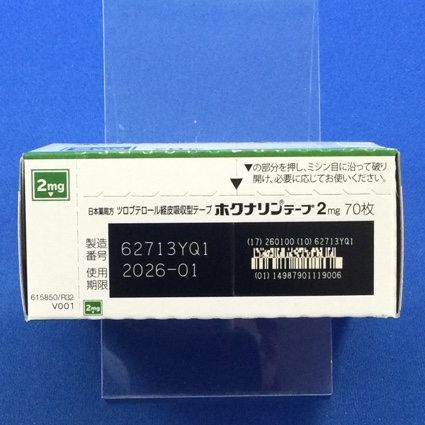 2mg
▼の部分を押し、ミシン目に沿って破り
開け、必要に応じてお使いください。
日本薬局方 ツロブテロール経皮吸収型テープ ホクナリン®テープ2mg 70枚
製造番号 62713YQ1
使用期限 2026-01
(17) 260100 (10) 62713YQ1
(01) 14987901119006
615850/R32
V001
2mg